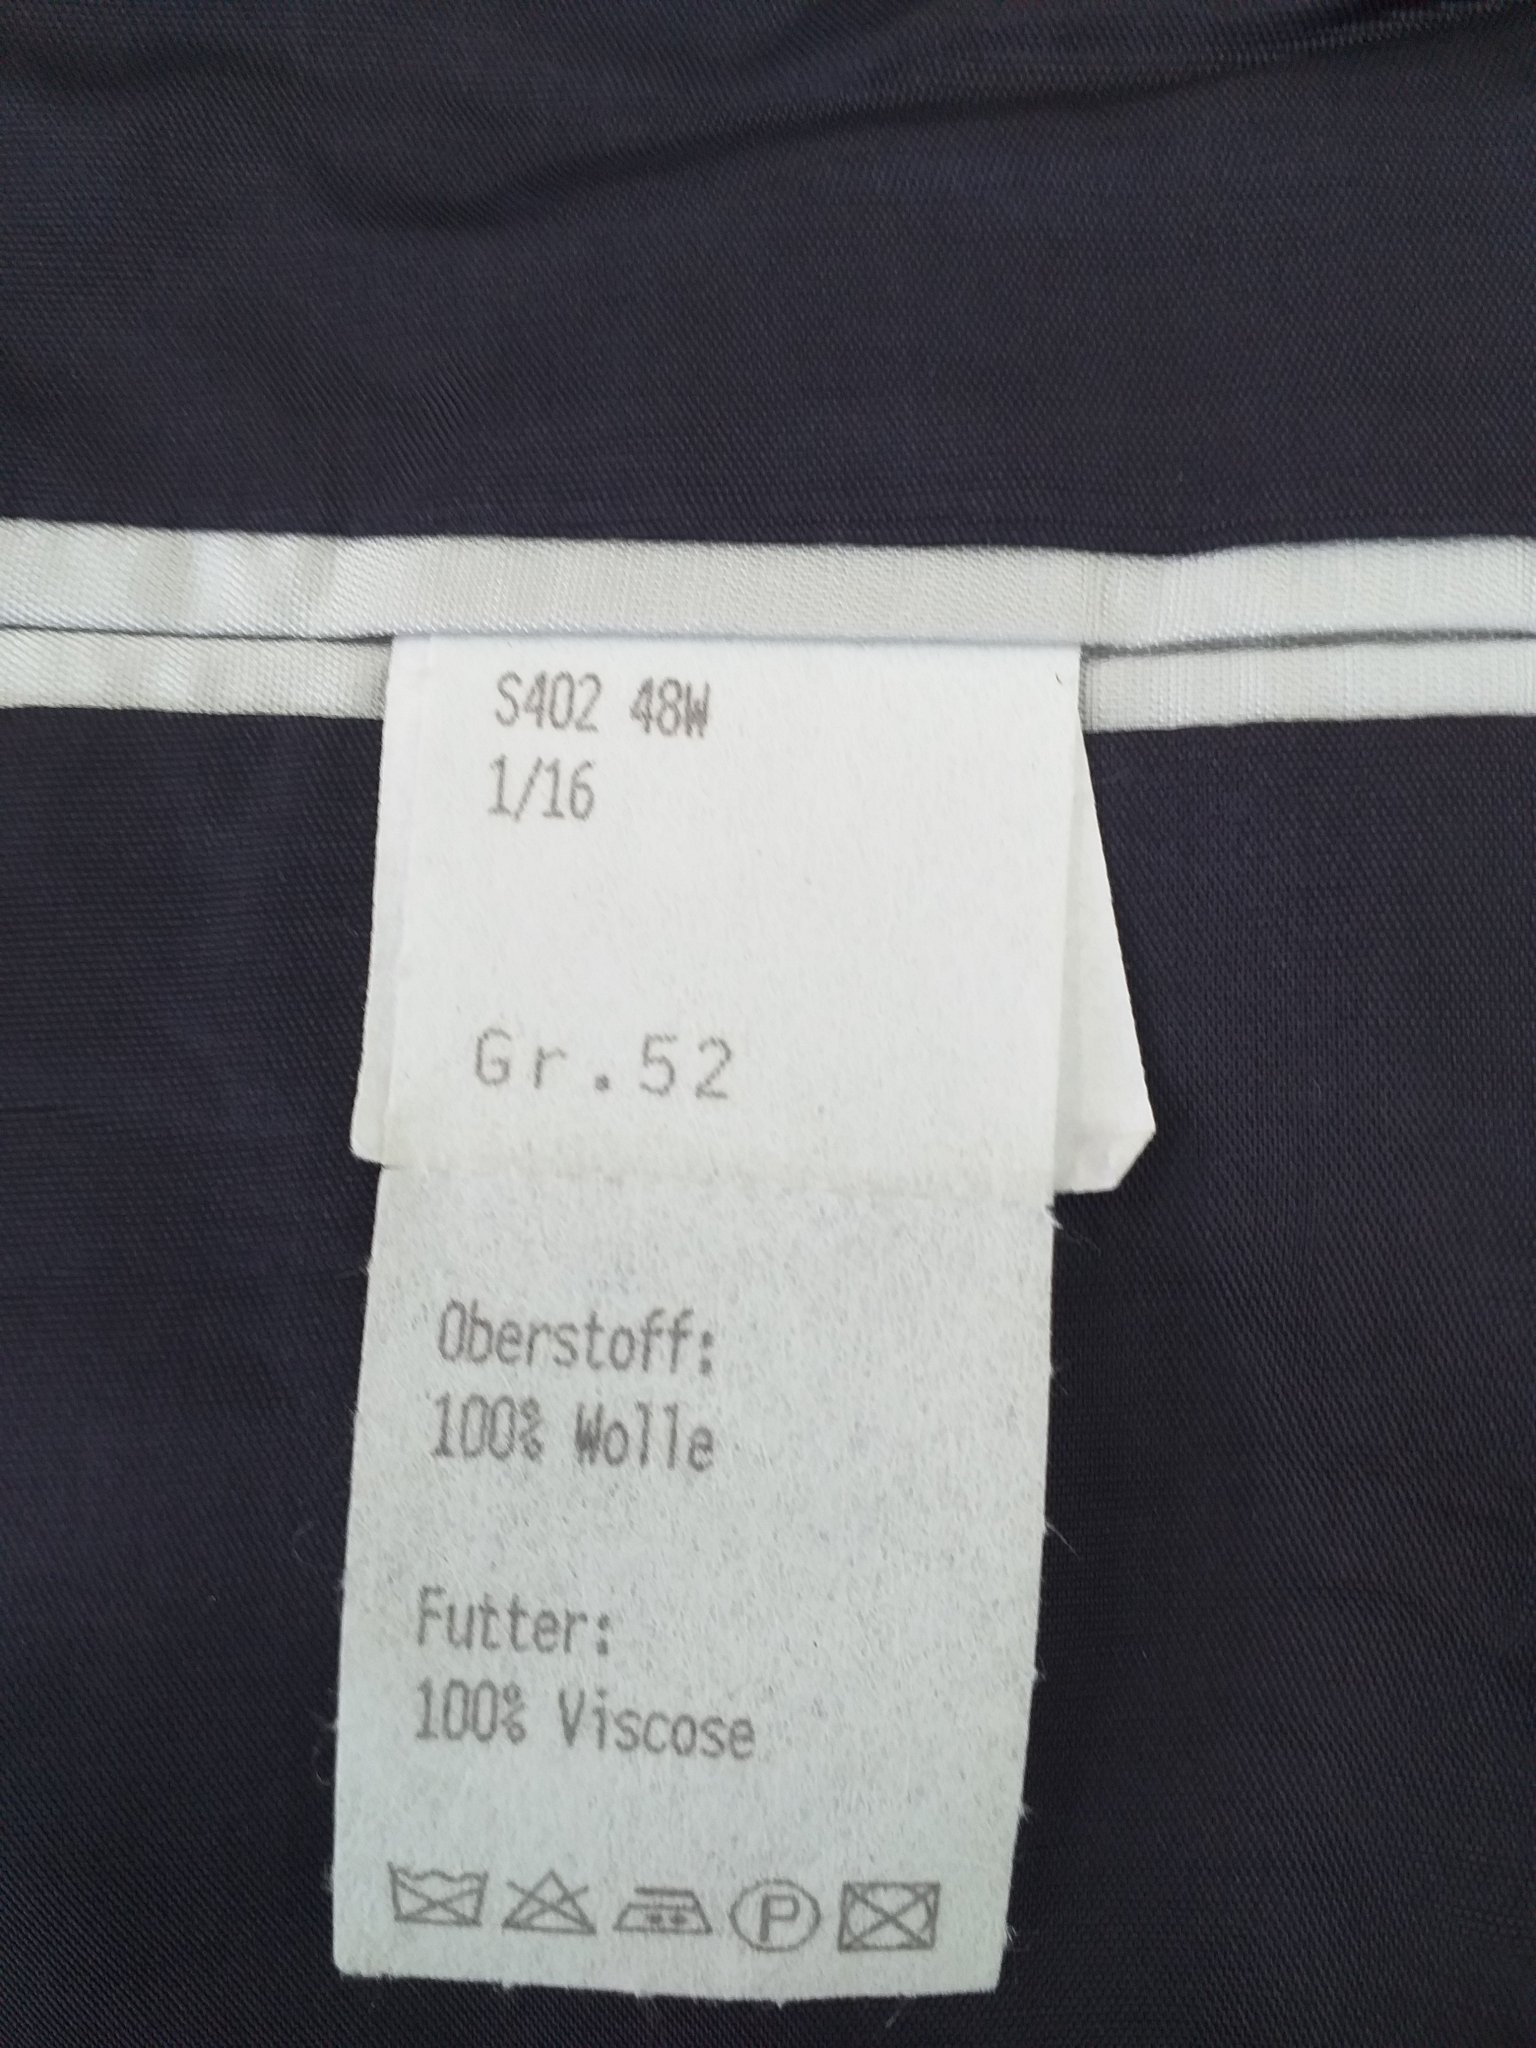 S402 48W
1/16
Gr.52
Oberstoff:
100% Wolle
Futter:
100% Viscose
P